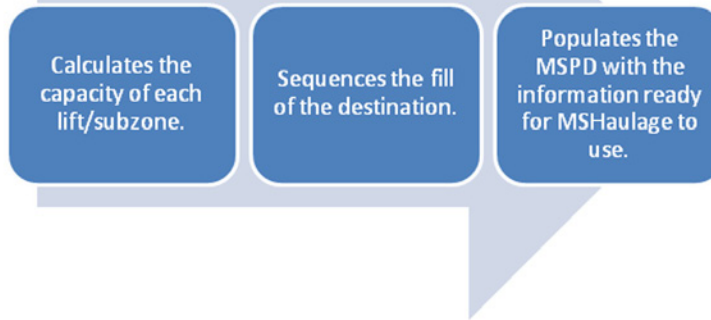 Calculates the
capacity of each
lift/subzone.
Sequences the fill
of the destination.
Populates the
MSPD with the
information ready
for MSHaulage to
use.